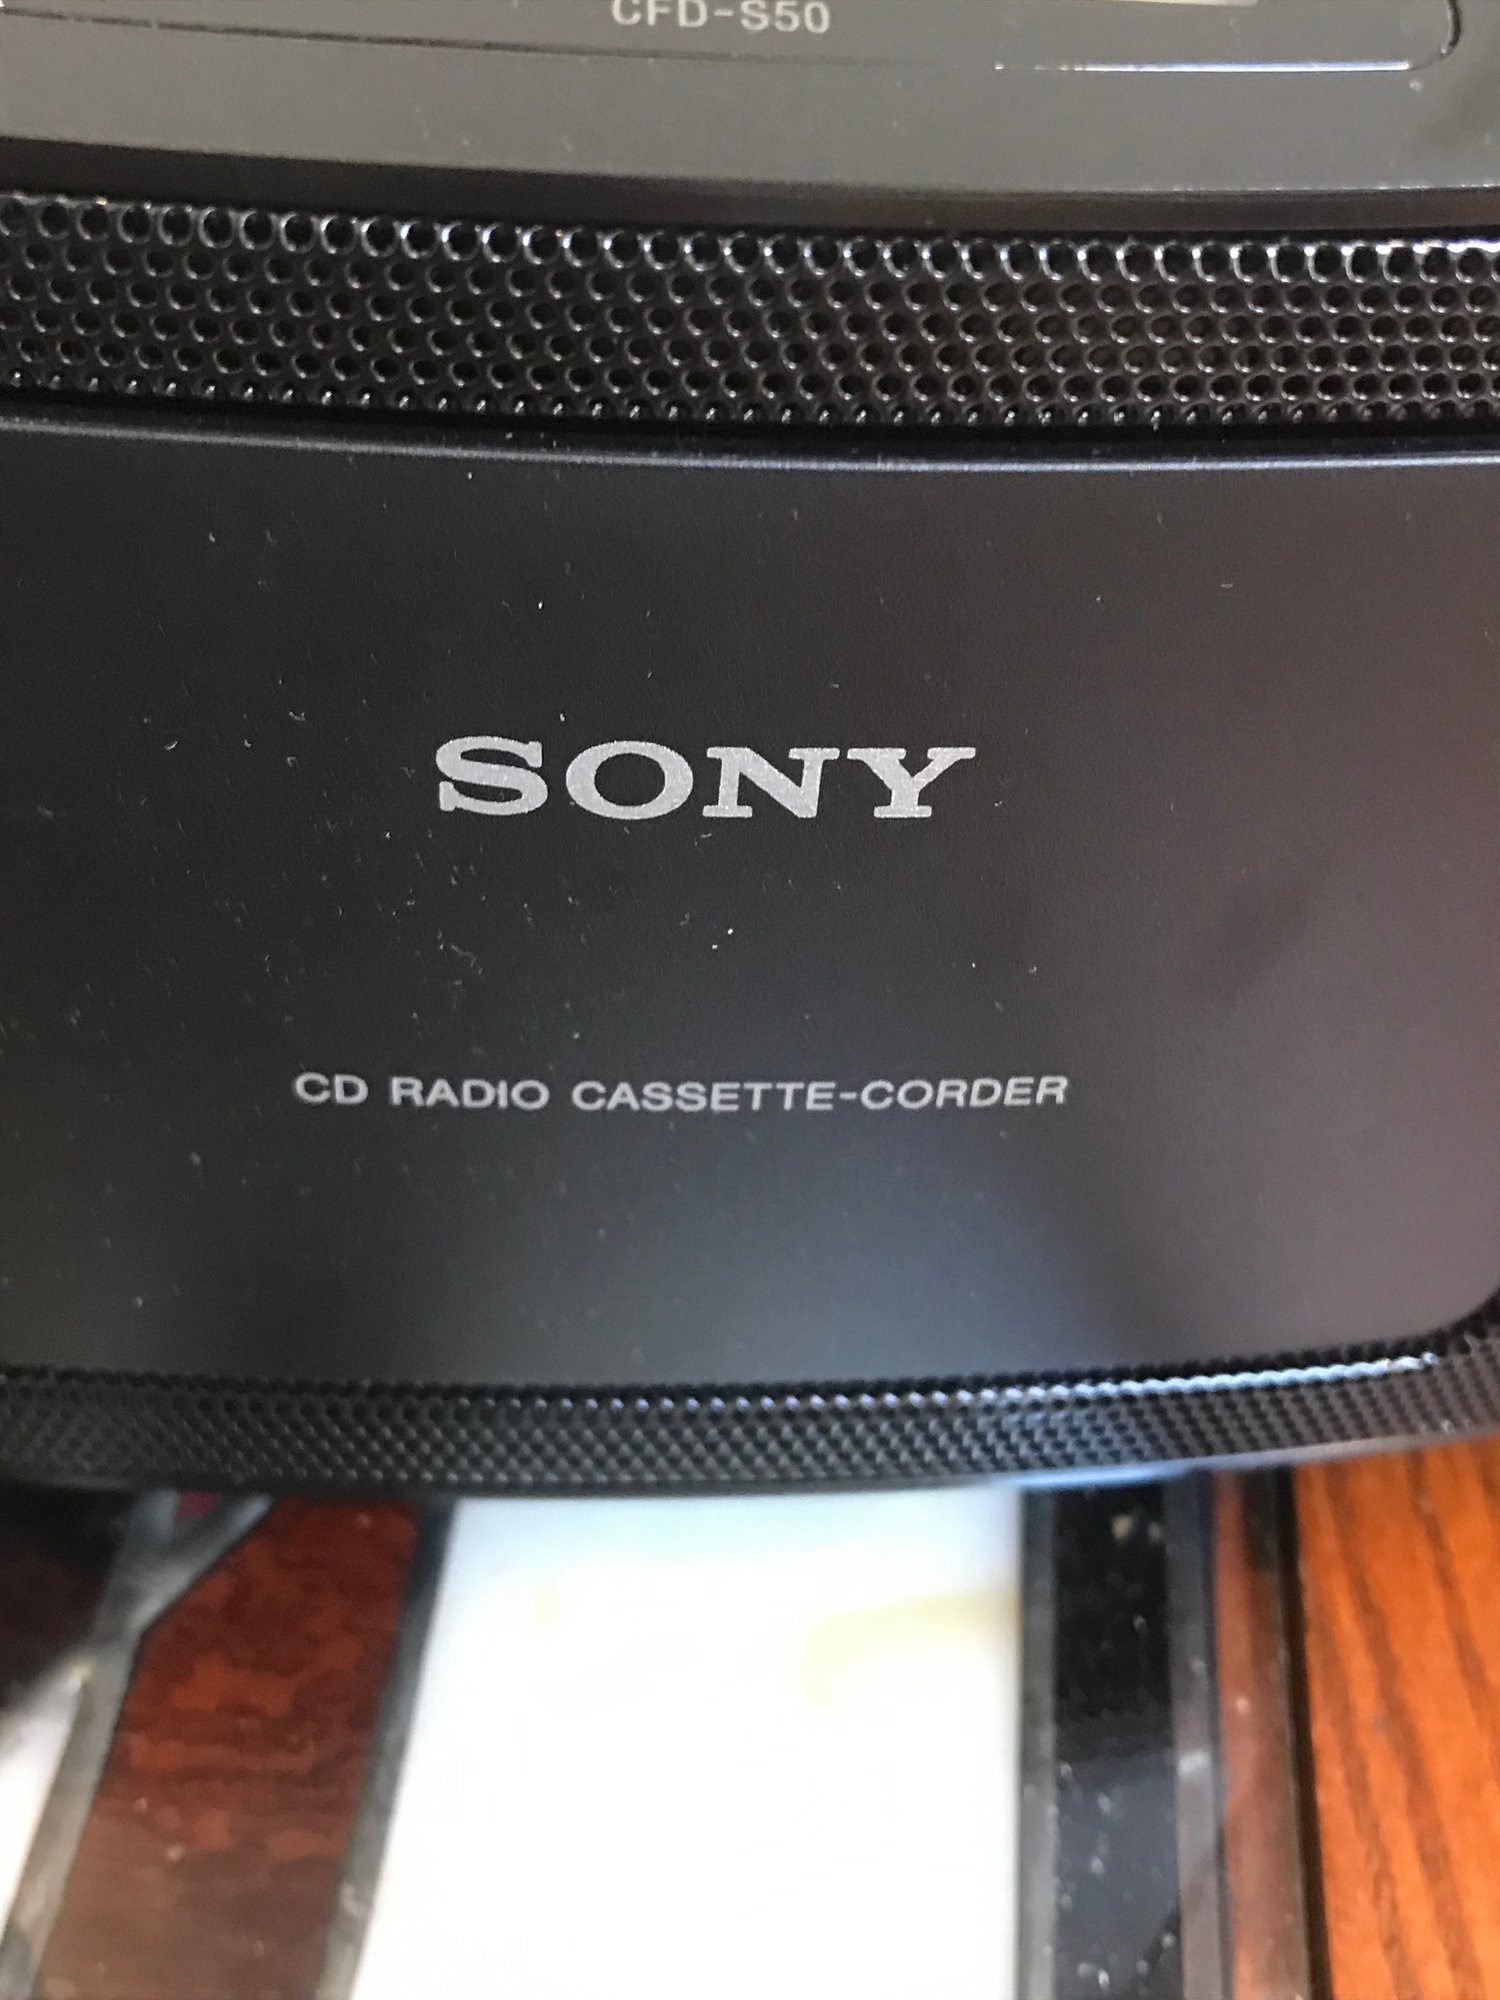 CFD-S50
SONY
CD RADIO CASSETTE-CORDER